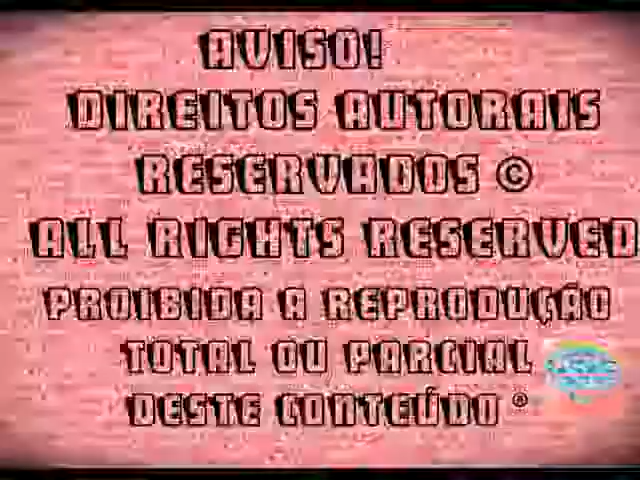 AVISO!
DIREITOS AUTORAIS
RESERVADOS ©
ALL RIGHTS RESERVED
PROIBIDA A REPRODUÇÃO
TOTAL OU PARCIAL
DESTE CONTEÚDO ®